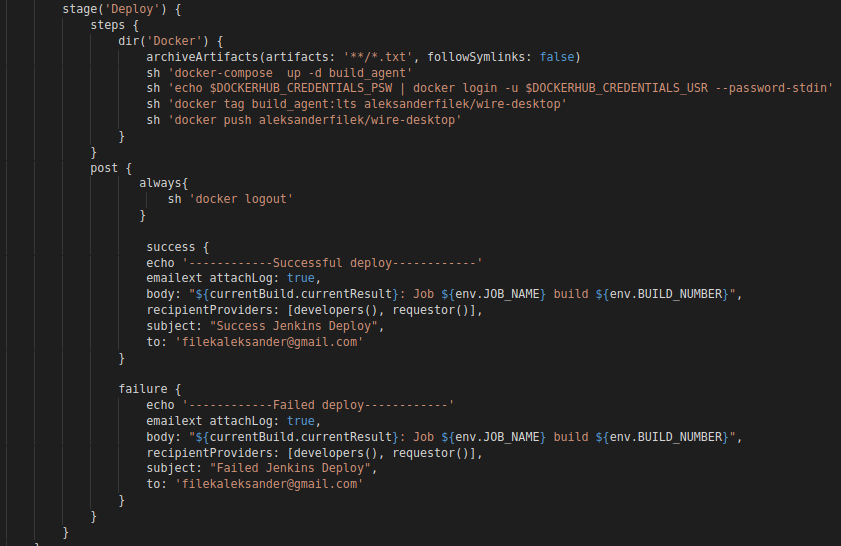 stage('Deploy') {
steps {
dir('Docker') {
archiveArtifacts(artifacts: '**/*.txt', followSymlinks: false)
sh 'docker-compose  up -d build_agent'
sh 'echo $DOCKERHUB_CREDENTIALS_PSW | docker login -u $DOCKERHUB_CREDENTIALS_USR --password-stdin'
sh 'docker tag build_agent:lts aleksanderfilek/wire-desktop'
sh 'docker push aleksanderfilek/wire-desktop'
}
}
post {
always{
sh 'docker logout'
}
success {
echo '------------Successful deploy------------'
emailext attachLog: true,
body: "${currentBuild.currentResult}: Job ${env.JOB_NAME} build ${env.BUILD_NUMBER}",
recipientProviders: [developers(), requestor()],
subject: "Success Jenkins Deploy",
to: 'filekaleksander@gmail.com'
}
failure {
echo '------------Failed deploy------------'
emailext attachLog: true,
body: "${currentBuild.currentResult}: Job ${env.JOB_NAME} build ${env.BUILD_NUMBER}",
recipientProviders: [developers(), requestor()],
subject: "Failed Jenkins Deploy",
to: 'filekaleksander@gmail.com'
}
}
}